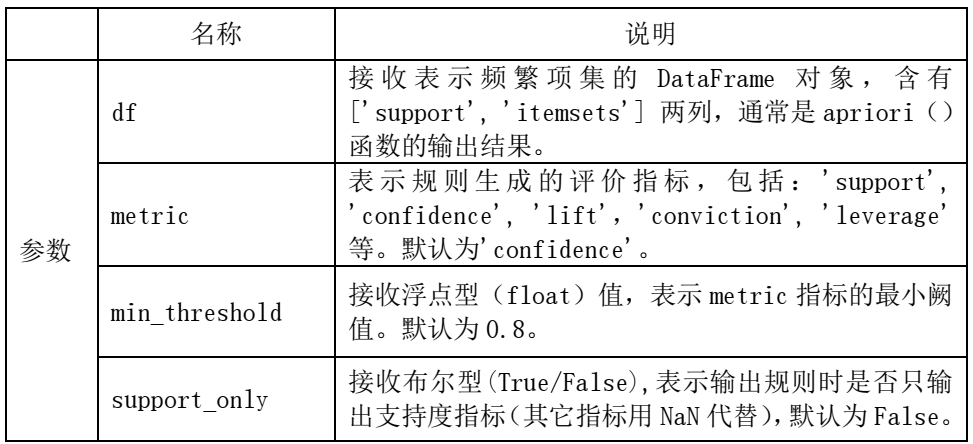 名称 说明
参数
df
接收表示频繁项集的 DataFrame 对象，含有
['support', 'itemsets'] 两列，通常是 apriori（）
函数的输出结果。
metric
表示规则生成的评价指标，包括：'support',
'confidence', 'lift'，'conviction', 'leverage'
等。默认为'confidence'。
min_threshold
接收浮点型（float）值，表示 metric 指标的最小阙
值。默认为 0.8。
support_only
接收布尔型(True/False),表示输出规则时是否只输
出支持度指标（其它指标用 NaN 代替），默认为 False。